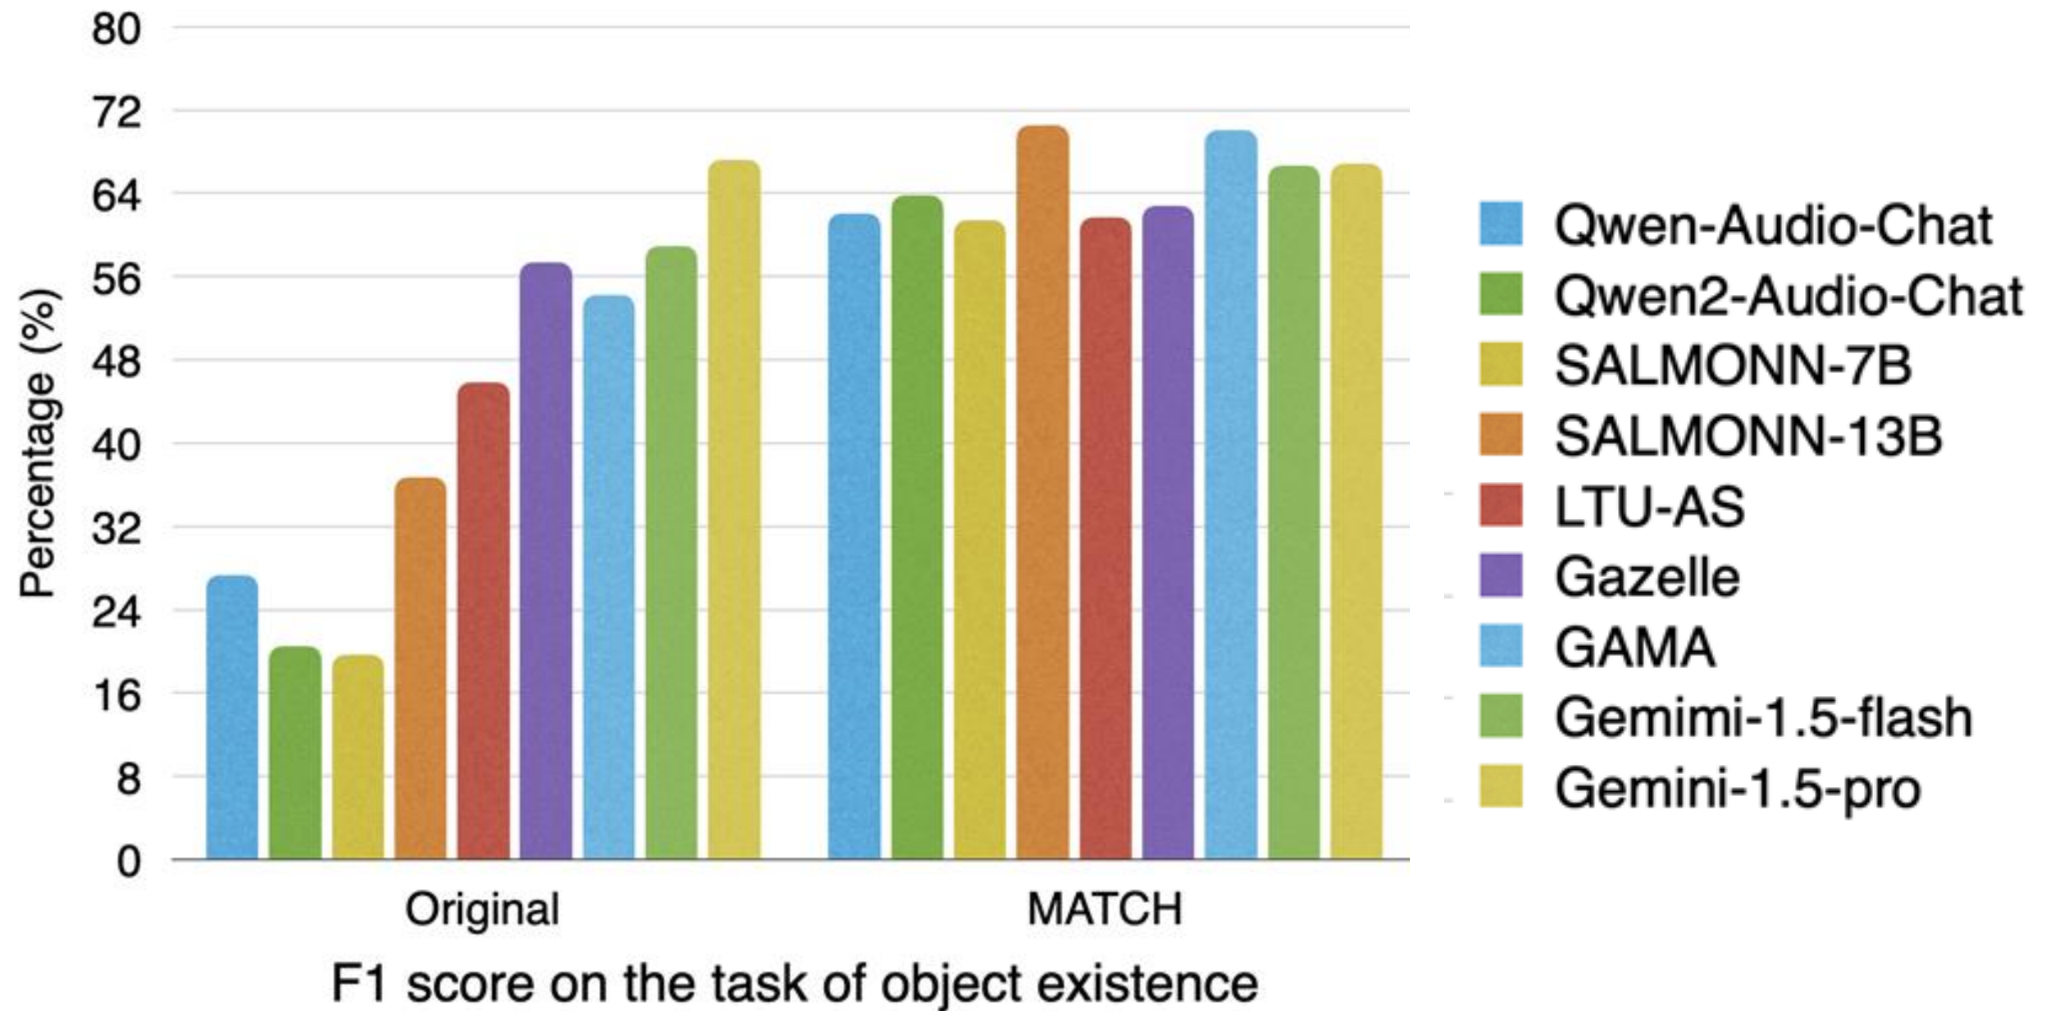 80
72
64
56
48
40
32
24
16
8
0
Percentage (%)
Original
MATCH
F1 score on the task of object existence
Qwen-Audio-Chat
Qwen2-Audio-Chat
SALMONN-7B
SALMONN-13B
LTU-AS
Gazelle
GAMA
Gemimi-1.5-flash
Gemini-1.5-pro